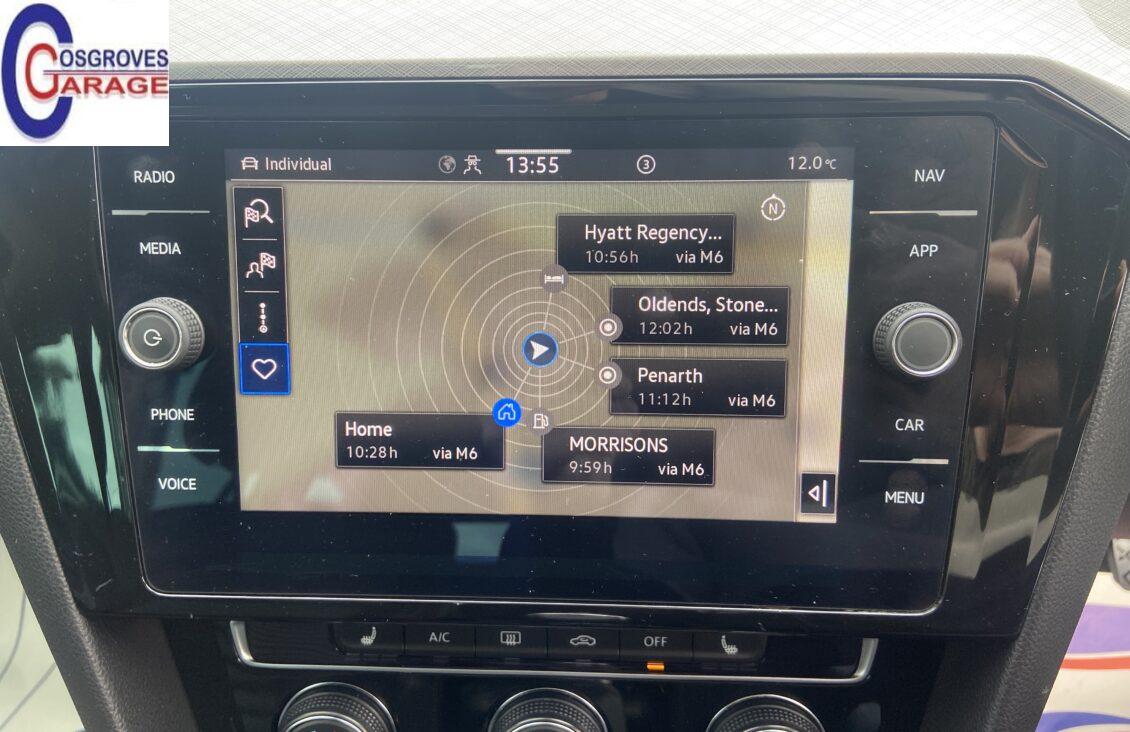 COSGROVES
GARAGE
RADIO
MEDIA
PHONE
VOICE
Individual
13:55
3
12.0°C
N
Hyatt Regency...
10:56h via M6
Oldends, Stone...
12:02h via M6
Penarth
11:12h via M6
Home
10:28h via M6
MORRISONS
9:59h via M6
NAV
APP
CAR
MENU
A/C
OFF